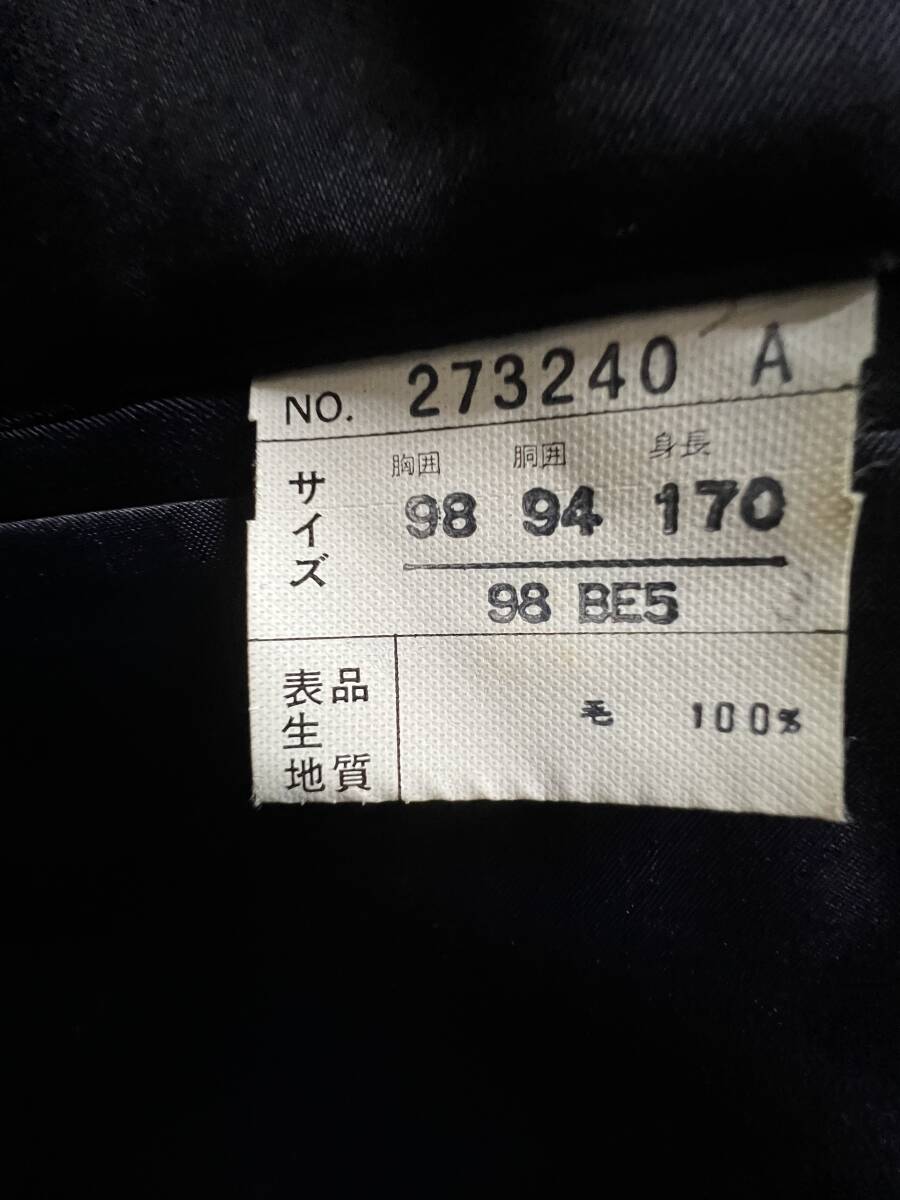 NO. 273240 A
サイズ
胸囲 胴囲 身長
98 94 170
98 BE5
表生地 品質
毛 100%